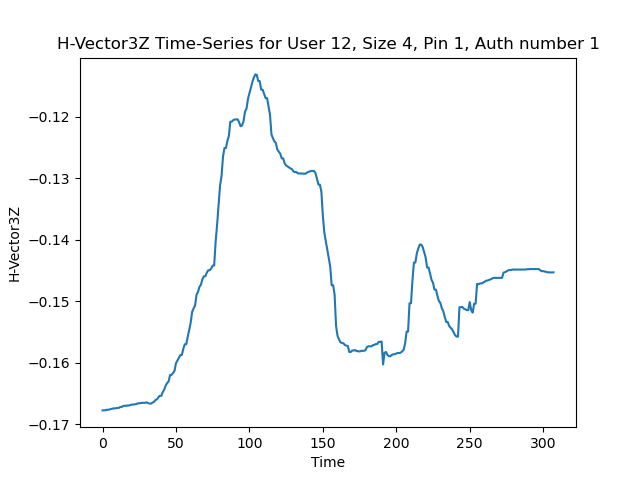 H-Vector3Z Time-Series for User 12, Size 4, Pin 1, Auth number 1
−0.12
−0.13
−0.14
−0.15
−0.16
−0.17
H-Vector3Z
0 50 100 150 200 250 300
Time